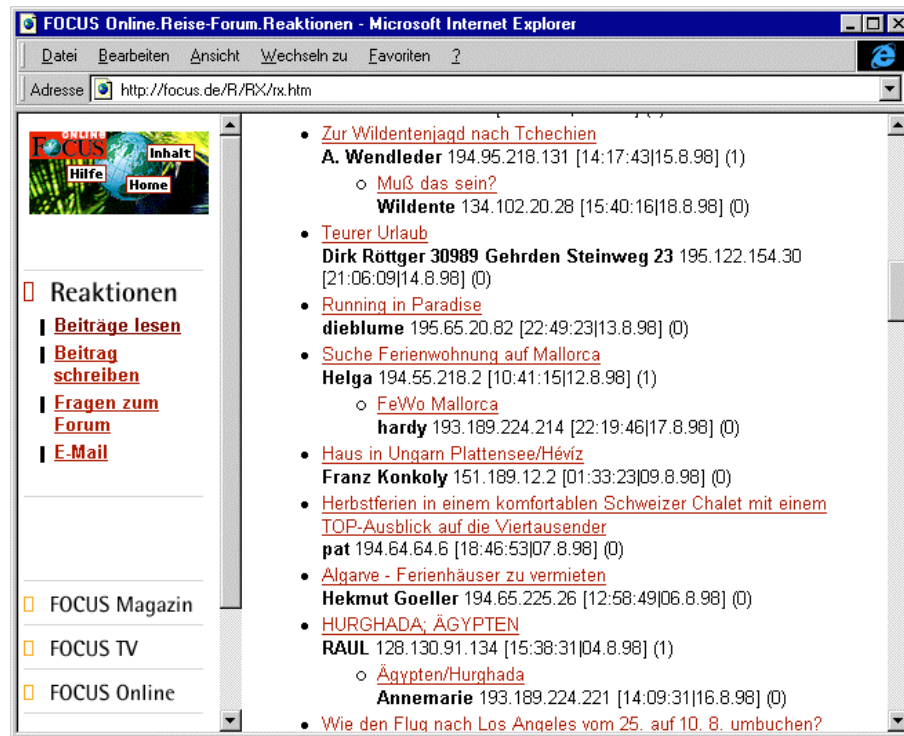 FOCUS Online.Reise-Forum.Reaktionen - Microsoft Internet Explorer
Datei Bearbeiten Ansicht Wechseln zu Favoriten ?
Adresse http://focus.de/R/RX/rx.htm
ONLINE
FOCUS
Inhalt
Hilfe
Home
Reaktionen
Beiträge lesen
Beitrag
schreiben
Fragen zum
Forum
E-Mail
FOCUS Magazin
FOCUS TV
FOCUS Online
• Zur Wildentenjagd nach Tchechien
A. Wendleder 194.95.218.131 [14:17:43|15.8.98] (1)
o Muß das sein?
Wildente 134.102.20.28 [15:40:16|18.8.98] (0)
• Teurer Urlaub
Dirk Röttger 30989 Gehrden Steinweg 23 195.122.154.30
[21:06:09|14.8.98] (0)
• Running in Paradise
dieblume 195.65.20.82 [22:49:23|13.8.98] (0)
• Suche Ferienwohnung auf Mallorca
Helga 194.55.218.2 [10:41:15|12.8.98] (1)
o FeWo Mallorca
hardy 193.189.224.214 [22:19:46|17.8.98] (0)
• Haus in Ungarn Plattensee/Hévíz
Franz Konkoly 151.189.12.2 [01:33:23|09.8.98] (0)
• Herbstferien in einem komfortablen Schweizer Chalet mit einem
TOP-Ausblick auf die Viertausender
pat 194.64.64.6 [18:46:53|07.8.98] (0)
• Algarve - Ferienhäuser zu vermieten
Hekmut Goeller 194.65.225.26 [12:58:49|06.8.98] (0)
• HURGHADA; ÄGYPTEN
RAUL 128.130.91.134 [15:38:31|04.8.98] (1)
o Ägypten/Hurghada
Annemarie 193.189.224.221 [14:09:31|16.8.98] (0)
• Wie den Flug nach Los Angeles vom 25. auf 10. 8. umbuchen?